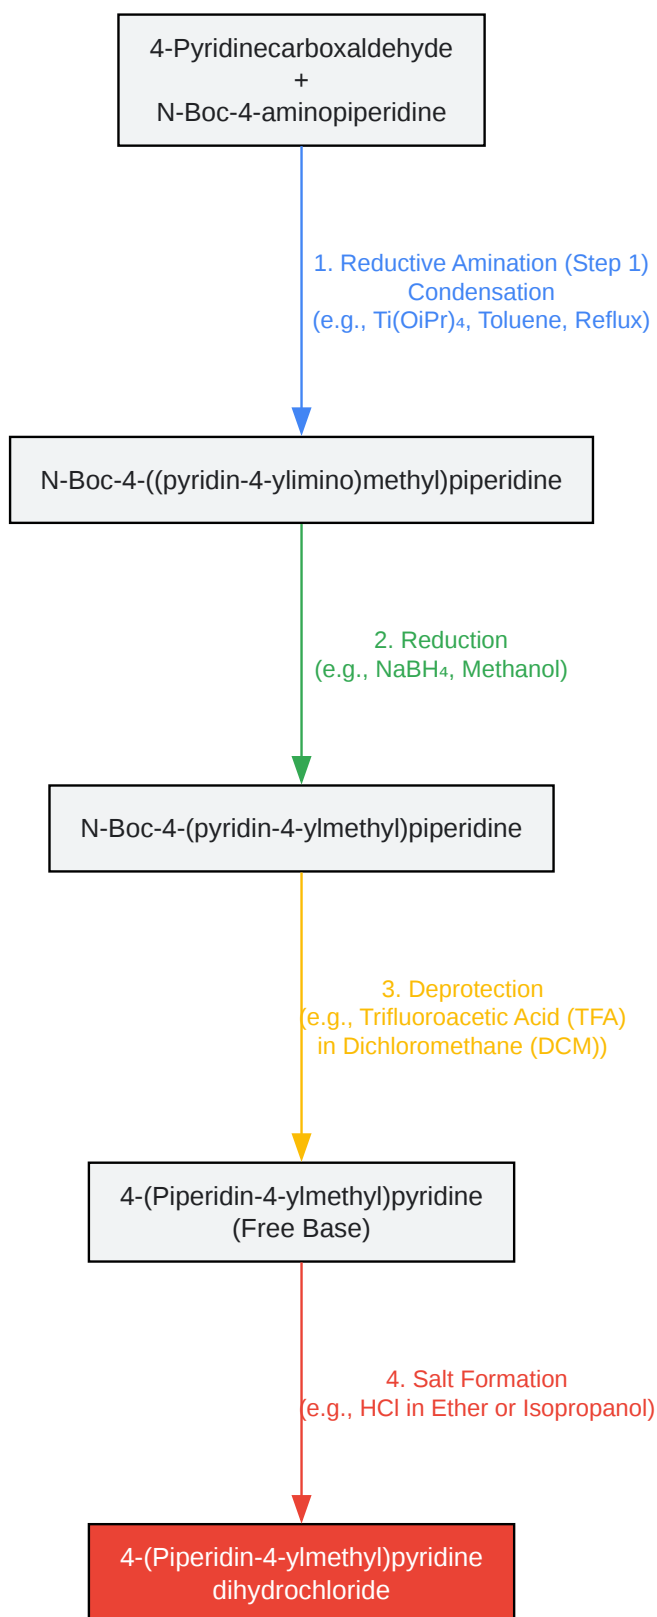 4-Pyridinecarboxaldehyde
+
N-Boc-4-aminopiperidine
1. Reductive Amination (Step 1)
Condensation
(e.g., Ti(OiPr)₄, Toluene, Reflux)
N-Boc-4-((pyridin-4-ylimino)methyl)piperidine
2. Reduction
(e.g., NaBH₄, Methanol)
N-Boc-4-(pyridin-4-ylmethyl)piperidine
3. Deprotection
(e.g., Trifluoroacetic Acid (TFA)
in Dichloromethane (DCM))
4-(Piperidin-4-ylmethyl)pyridine
(Free Base)
4. Salt Formation
(e.g., HCl in Ether or Isopropanol)
4-(Piperidin-4-ylmethyl)pyridine
dihydrochloride